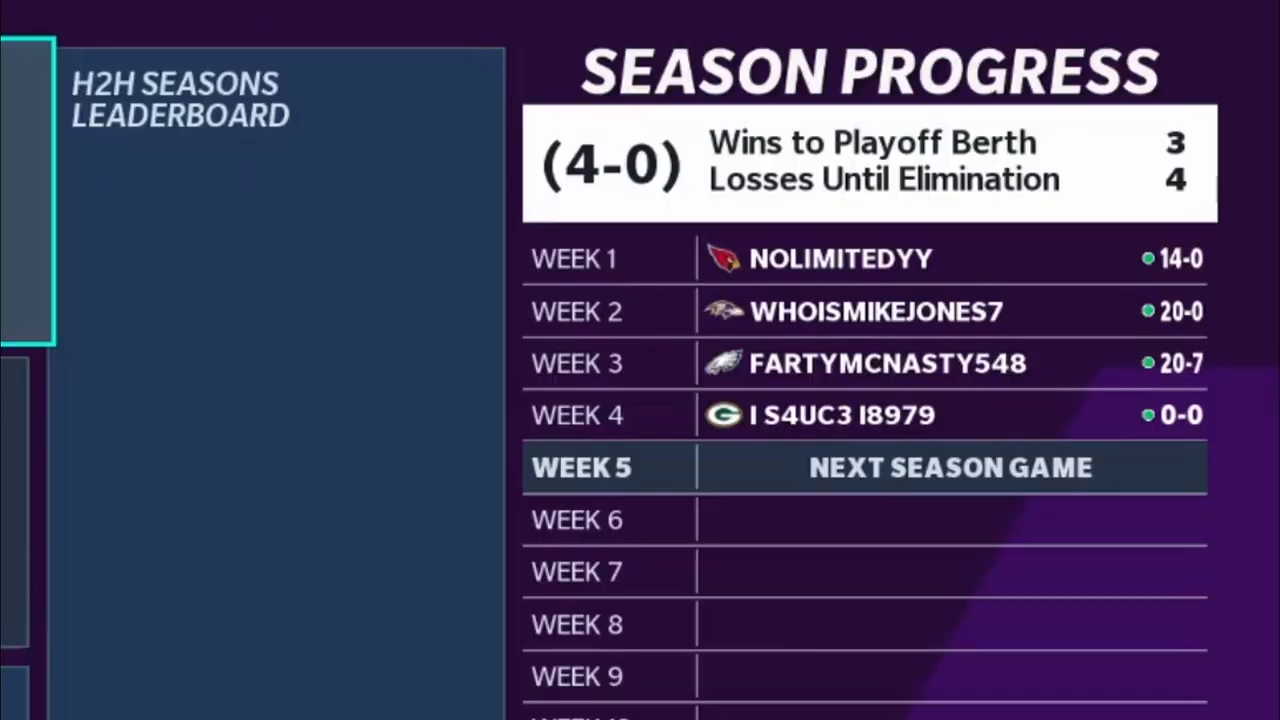 H2H SEASONS
LEADERBOARD
SEASON PROGRESS
(4-0)
Wins to Playoff Berth 3
Losses Until Elimination 4
WEEK 1 NOLIMITEDYY 14-0
WEEK 2 WHOISMIKEJONES7 20-0
WEEK 3 FARTYMCNASTY548 20-7
WEEK 4 G I S4UC3 I8979 0-0
WEEK 5 NEXT SEASON GAME
WEEK 6
WEEK 7
WEEK 8
WEEK 9